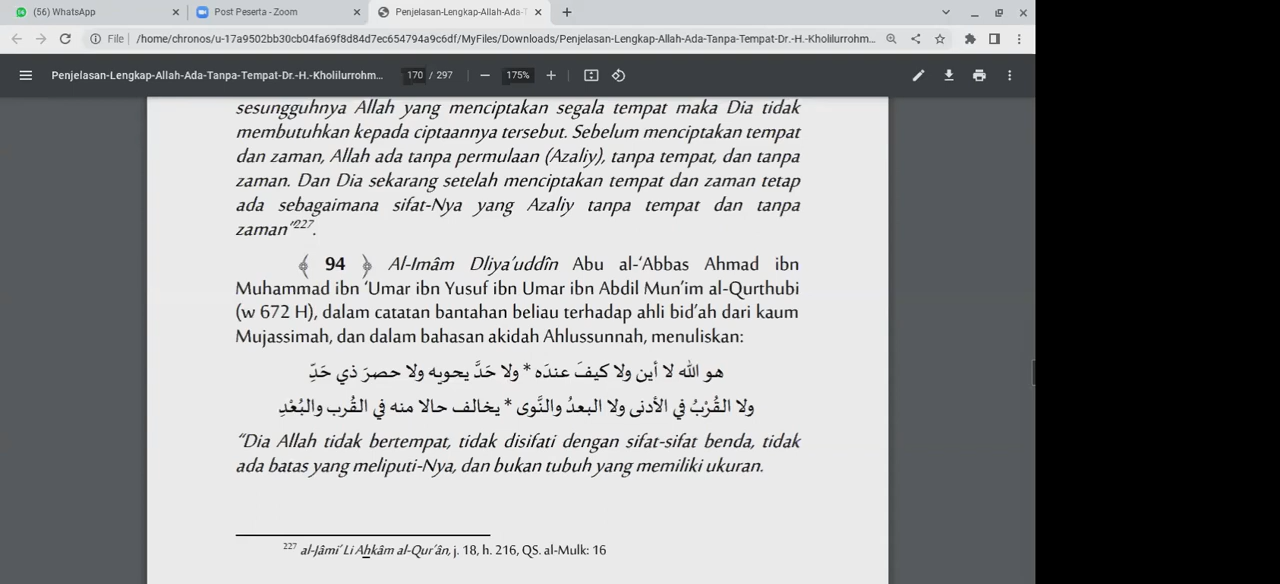 (56) WhatsApp
Post Peserta - Zoom
Penjelasan-Lengkap-Allah-Ada-T
File
/home/chronos/u-17a9502bb30cb04fa69f8d84d7ec654794a9c6df/MyFiles/Downloads/Penjelasan-Lengkap-Allah-Ada-Tanpa-Tempat-Dr.-H.-Kholilurrohm...
Penjelasan-Lengkap-Allah-Ada-Tanpa-Tempat-Dr.-H.-Kholilurrohm...
170 / 297
175%
sesungguhnya Allah yang menciptakan segala tempat maka Dia tidak
membutuhkan kepada ciptaannya tersebut. Sebelum menciptakan tempat
dan zaman, Allah ada tanpa permulaan (Azaliy), tanpa tempat, dan tanpa
zaman. Dan Dia sekarang setelah menciptakan tempat dan zaman tetap
ada sebagaimana sifat-Nya yang Azaliy tanpa tempat dan tanpa
zaman"227.
﴾ 94 ﴿ Al-Imâm Dliya'uddîn Abu al-'Abbas Ahmad ibn
Muhammad ibn 'Umar ibn Yusuf ibn Umar ibn Abdil Mun'im al-Qurthubi
(w 672 H), dalam catatan bantahan beliau terhadap ahli bid'ah dari kaum
Mujassimah, dan dalam bahasan akidah Ahlussunnah, menuliskan:
هو الله لا أين ولا كيفَ عندَه * ولا حَدَّ يحويه ولا حصرَ ذي حَدِّ
ولا القُرْبُ في الأدنى ولا البعدُ والنَّوى * يخالف حالا منه في القُرب والبُعْدِ
"Dia Allah tidak bertempat, tidak disifati dengan sifat-sifat benda, tidak
ada batas yang meliputi-Nya, dan bukan tubuh yang memiliki ukuran.
227 al-Jâmi' Li Ahkâm al-Qur'ân, j. 18, h. 216, QS. al-Mulk: 16